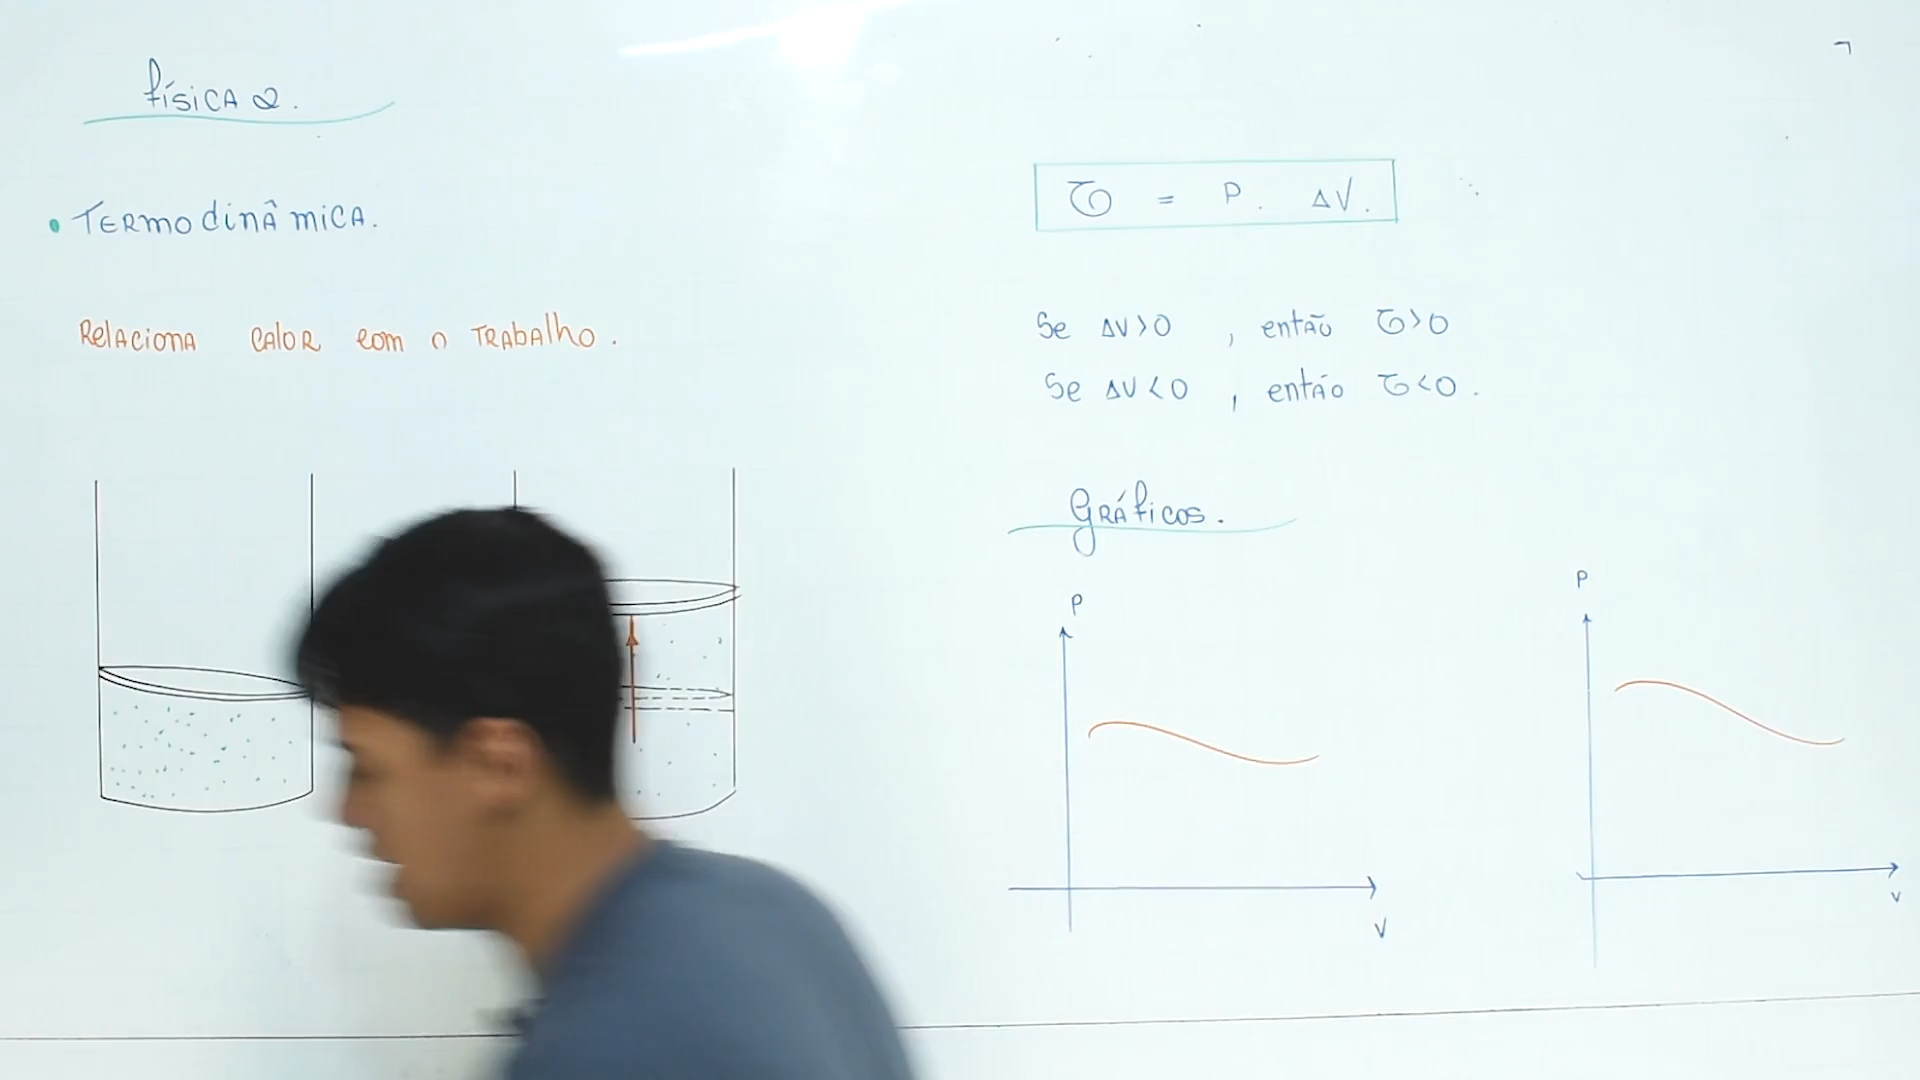 física 2.
• Termodinâmica.
Relaciona calor com o trabalho.
τ = P. ΔV.
Se ΔV>0 , então τ>0
Se ΔV<0 , então τ<0.
Gráficos.
P
V
P
V